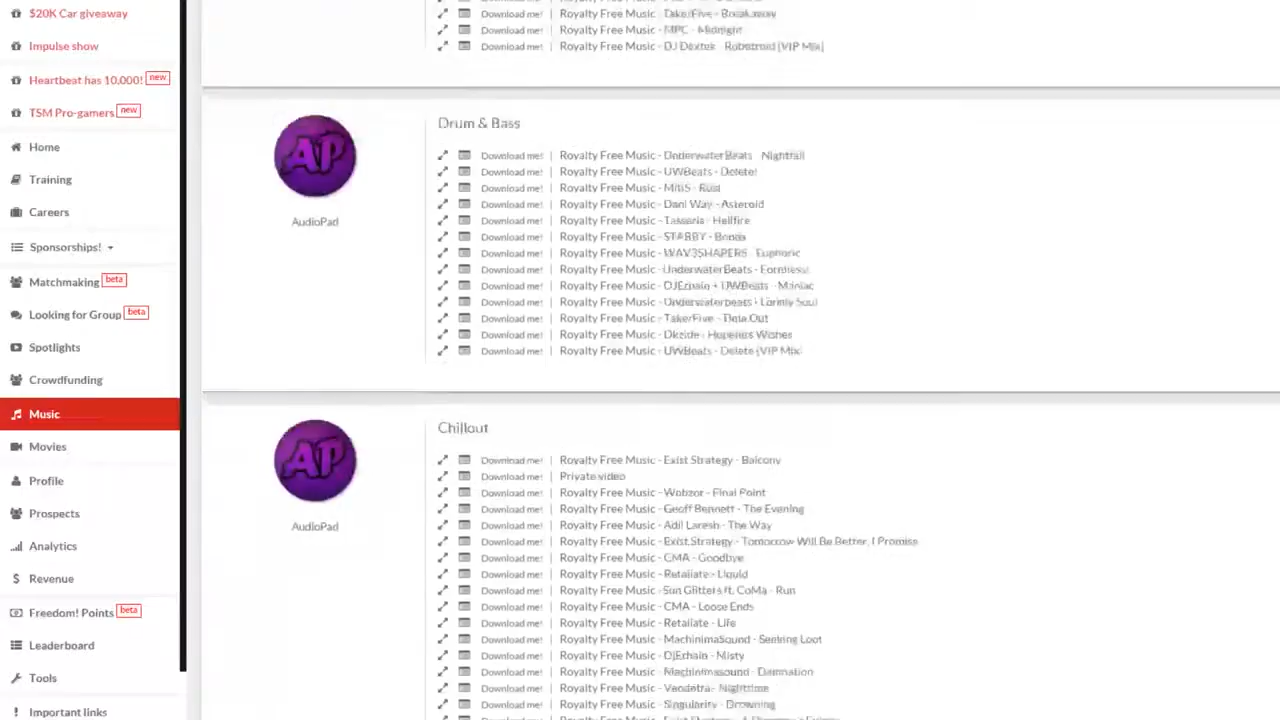 $20K Car giveaway
Impulse show
Heartbeat has 10,000! new
TSM Pro-gamers new
Home
Training
Careers
Sponsorships!
Matchmaking beta
Looking for Group beta
Spotlights
Crowdfunding
Music
Movies
Profile
Prospects
Analytics
Revenue
Freedom! Points beta
Leaderboard
Tools
Important links
Download me! | Royalty Free Music - Take Five - Breakaway
Download me! | Royalty Free Music - MPC - Midnight
Download me! | Royalty Free Music - DJ Dextek - Robotroid [VIP Mix]
AP
AudioPad
Drum & Bass
Download me! | Royalty Free Music - UnderwaterBeats - Nightfall
Download me! | Royalty Free Music - UWBeats - Delete!
Download me! | Royalty Free Music - Rust
Download me! | Royalty Free Music - Dani Way - Asteroid
Download me! | Royalty Free Music - Hellfire
Download me! | Royalty Free Music -
Download me! | Royalty Free Music - WAV3SHAPERS - Euphoric
Download me! | Royalty Free Music - UnderwaterBeats - Formless
Download me! | Royalty Free Music - DJEphain + UWBeats - Maniac
Download me! | Royalty Free Music - Underwaterbeats - Lonely Soul
Download me! | Royalty Free Music - Take Five - Time Out
Download me! | Royalty Free Music - Hopeless Wishes
Download me! | Royalty Free Music - UWBeats - Delete [VIP Mix]
AP
AudioPad
Chillout
Download me! | Royalty Free Music - Exist Strategy - Balcony
Download me! | Private video
Download me! | Royalty Free Music - Webzor - Final Point
Download me! | Royalty Free Music - Geoff Bennett - The Evening
Download me! | Royalty Free Music - Adil Laresh - The Way
Download me! | Royalty Free Music - Exist Strategy - Tomorrow Will Be Better, I Promise
Download me! | Royalty Free Music - CMA - Goodbye
Download me! | Royalty Free Music - Retaliate - Liquid
Download me! | Royalty Free Music - Sun Glitters ft. CoMa - Run
Download me! | Royalty Free Music - CMA - Loose Ends
Download me! | Royalty Free Music - Retaliate - Life
Download me! | Royalty Free Music - MachinimaSound - Seeking Loot
Download me! | Royalty Free Music - DjEphain - Misty
Download me! | Royalty Free Music - Machinimasound - Damnation
Download me! | Royalty Free Music - Vendetta - Nighttime
Download me! | Royalty Free Music - Singularity - Drowning